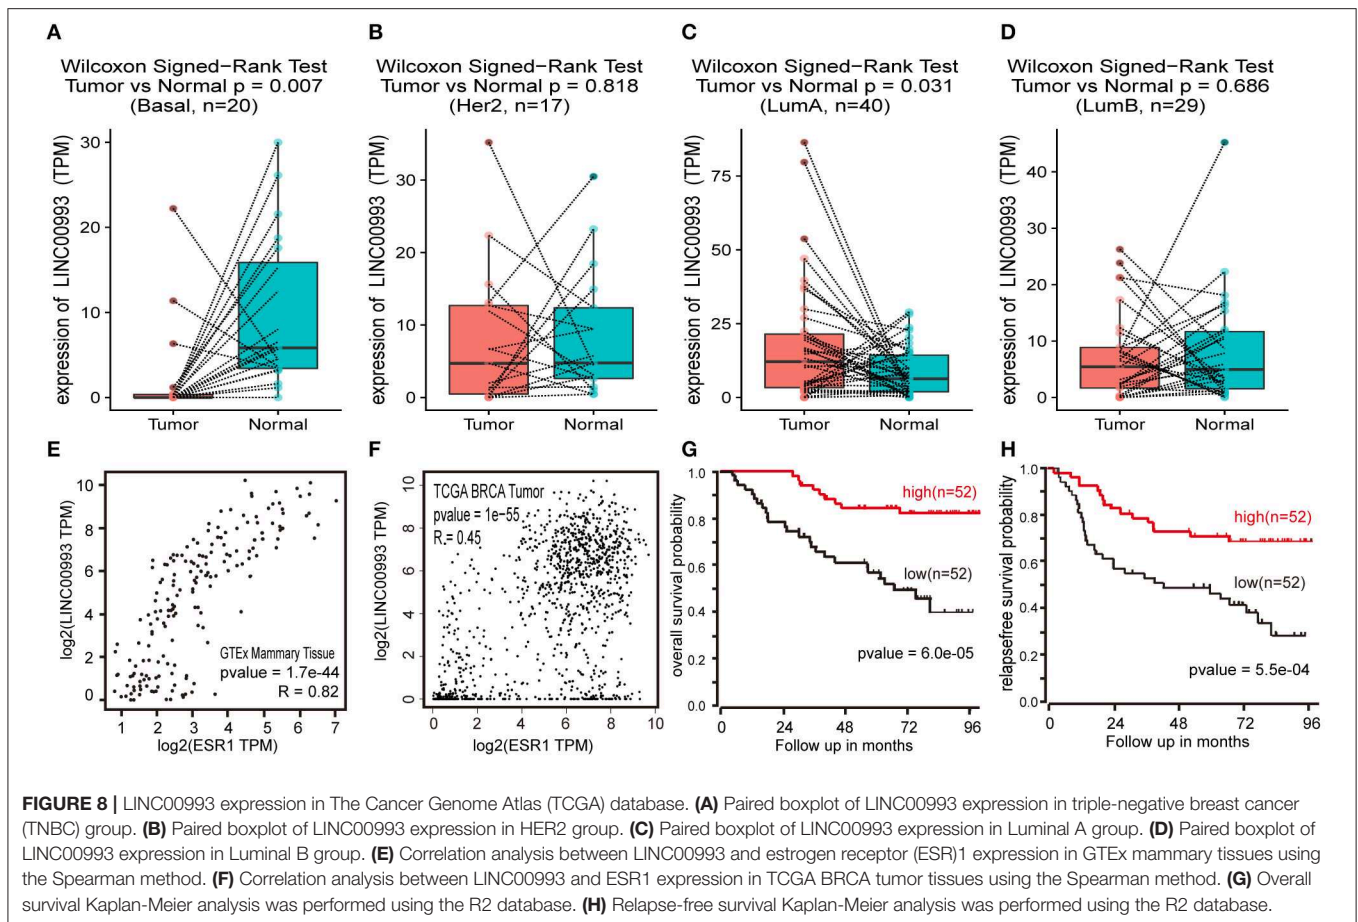 A
Wilcoxon Signed−Rank Test
Tumor vs Normal p = 0.007
(Basal, n=20)
expression of LINC00993 (TPM)
30
20
10
0
Tumor
Normal
B
Wilcoxon Signed−Rank Test
Tumor vs Normal p = 0.818
(Her2, n=17)
expression of LINC00993 (TPM)
30
20
10
0
Tumor
Normal
C
Wilcoxon Signed−Rank Test
Tumor vs Normal p = 0.031
(LumA, n=40)
expression of LINC00993 (TPM)
75
50
25
0
Tumor
Normal
D
Wilcoxon Signed−Rank Test
Tumor vs Normal p = 0.686
(LumB, n=29)
expression of LINC00993 (TPM)
40
30
20
10
0
Tumor
Normal
E
log2(LINC00993 TPM)
10
8
6
4
2
0
GTEx Mammary Tissue
pvalue = 1.7e-44
R = 0.82
1 2 3 4 5 6 7
log2(ESR1 TPM)
F
log2(LINC00993 TPM)
10
8
6
4
2
0
TCGA BRCA Tumor
pvalue = 1e−55
R = 0.45
0 2 4 6 8 10
log2(ESR1 TPM)
G
overall survival probability
1.0
0.8
0.6
0.4
0.2
0.0
high(n=52)
low(n=52)
pvalue = 6.0e-05
0 24 48 72 96
Follow up in months
H
relapsefree survival probability
1.0
0.8
0.6
0.4
0.2
0.0
high(n=52)
low(n=52)
pvalue = 5.5e-04
0 24 48 72 96
Follow up in months
FIGURE 8 | LINC00993 expression in The Cancer Genome Atlas (TCGA) database. (A) Paired boxplot of LINC00993 expression in triple-negative breast cancer
(TNBC) group. (B) Paired boxplot of LINC00993 expression in HER2 group. (C) Paired boxplot of LINC00993 expression in Luminal A group. (D) Paired boxplot of
LINC00993 expression in Luminal B group. (E) Correlation analysis between LINC00993 and estrogen receptor (ESR)1 expression in GTEx mammary tissues using
the Spearman method. (F) Correlation analysis between LINC00993 and ESR1 expression in TCGA BRCA tumor tissues using the Spearman method. (G) Overall
survival Kaplan-Meier analysis was performed using the R2 database. (H) Relapse-free survival Kaplan-Meier analysis was performed using the R2 database.